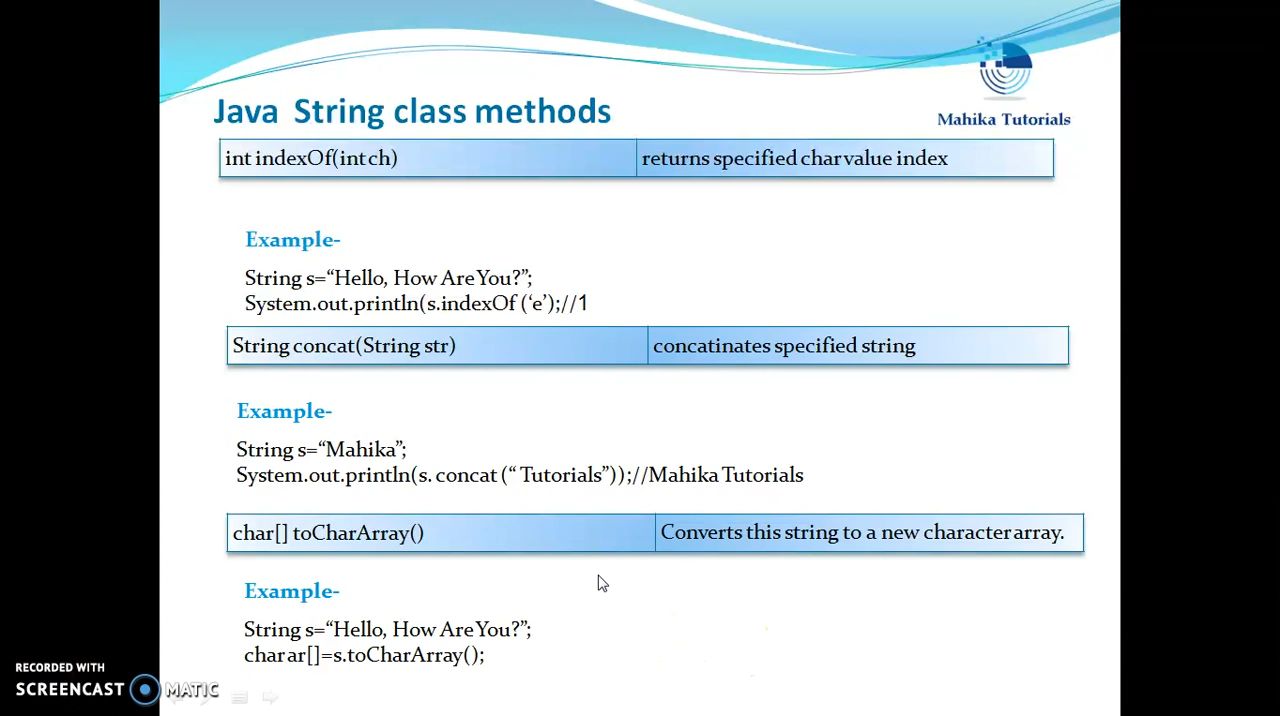 Java String class methods
Mahika Tutorials
int indexOf(int ch) returns specified char value index
Example-
String s=“Hello, How Are You?”;
System.out.println(s.indexOf (‘e’);//1
String concat(String str) concatinates specified string
Example-
String s=“Mahika”;
System.out.println(s. concat (“ Tutorials”));//Mahika Tutorials
char[] toCharArray() Converts this string to a new character array.
Example-
String s=“Hello, How Are You?”;
char ar[]=s.toCharArray();
RECORDED WITH
SCREENCAST MATIC